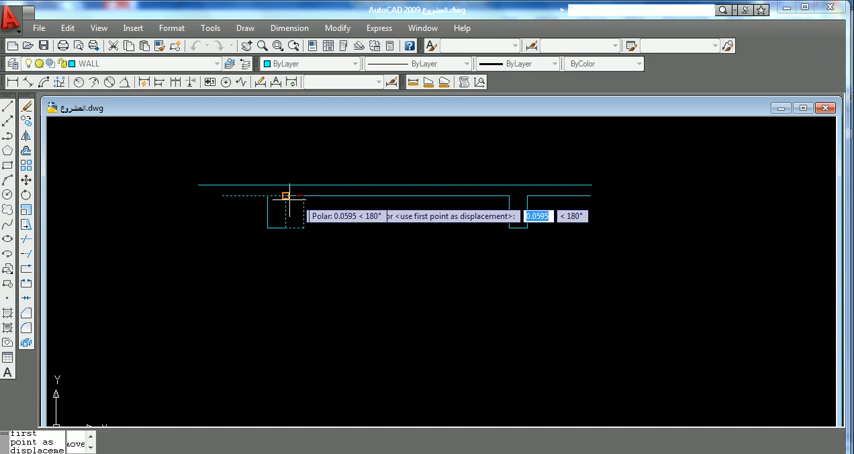 AutoCAD 2009 المشروع.dwg
File Edit View Insert Format Tools Draw Dimension Modify Express Window Help
WALL ByLayer ByLayer ByLayer ByColor
المشروع.dwg
Polar: 0.0595 < 180° or <use first point as displacement>: 0.0595 < 180°
A
Y
first
point as
displaceme
MOVE